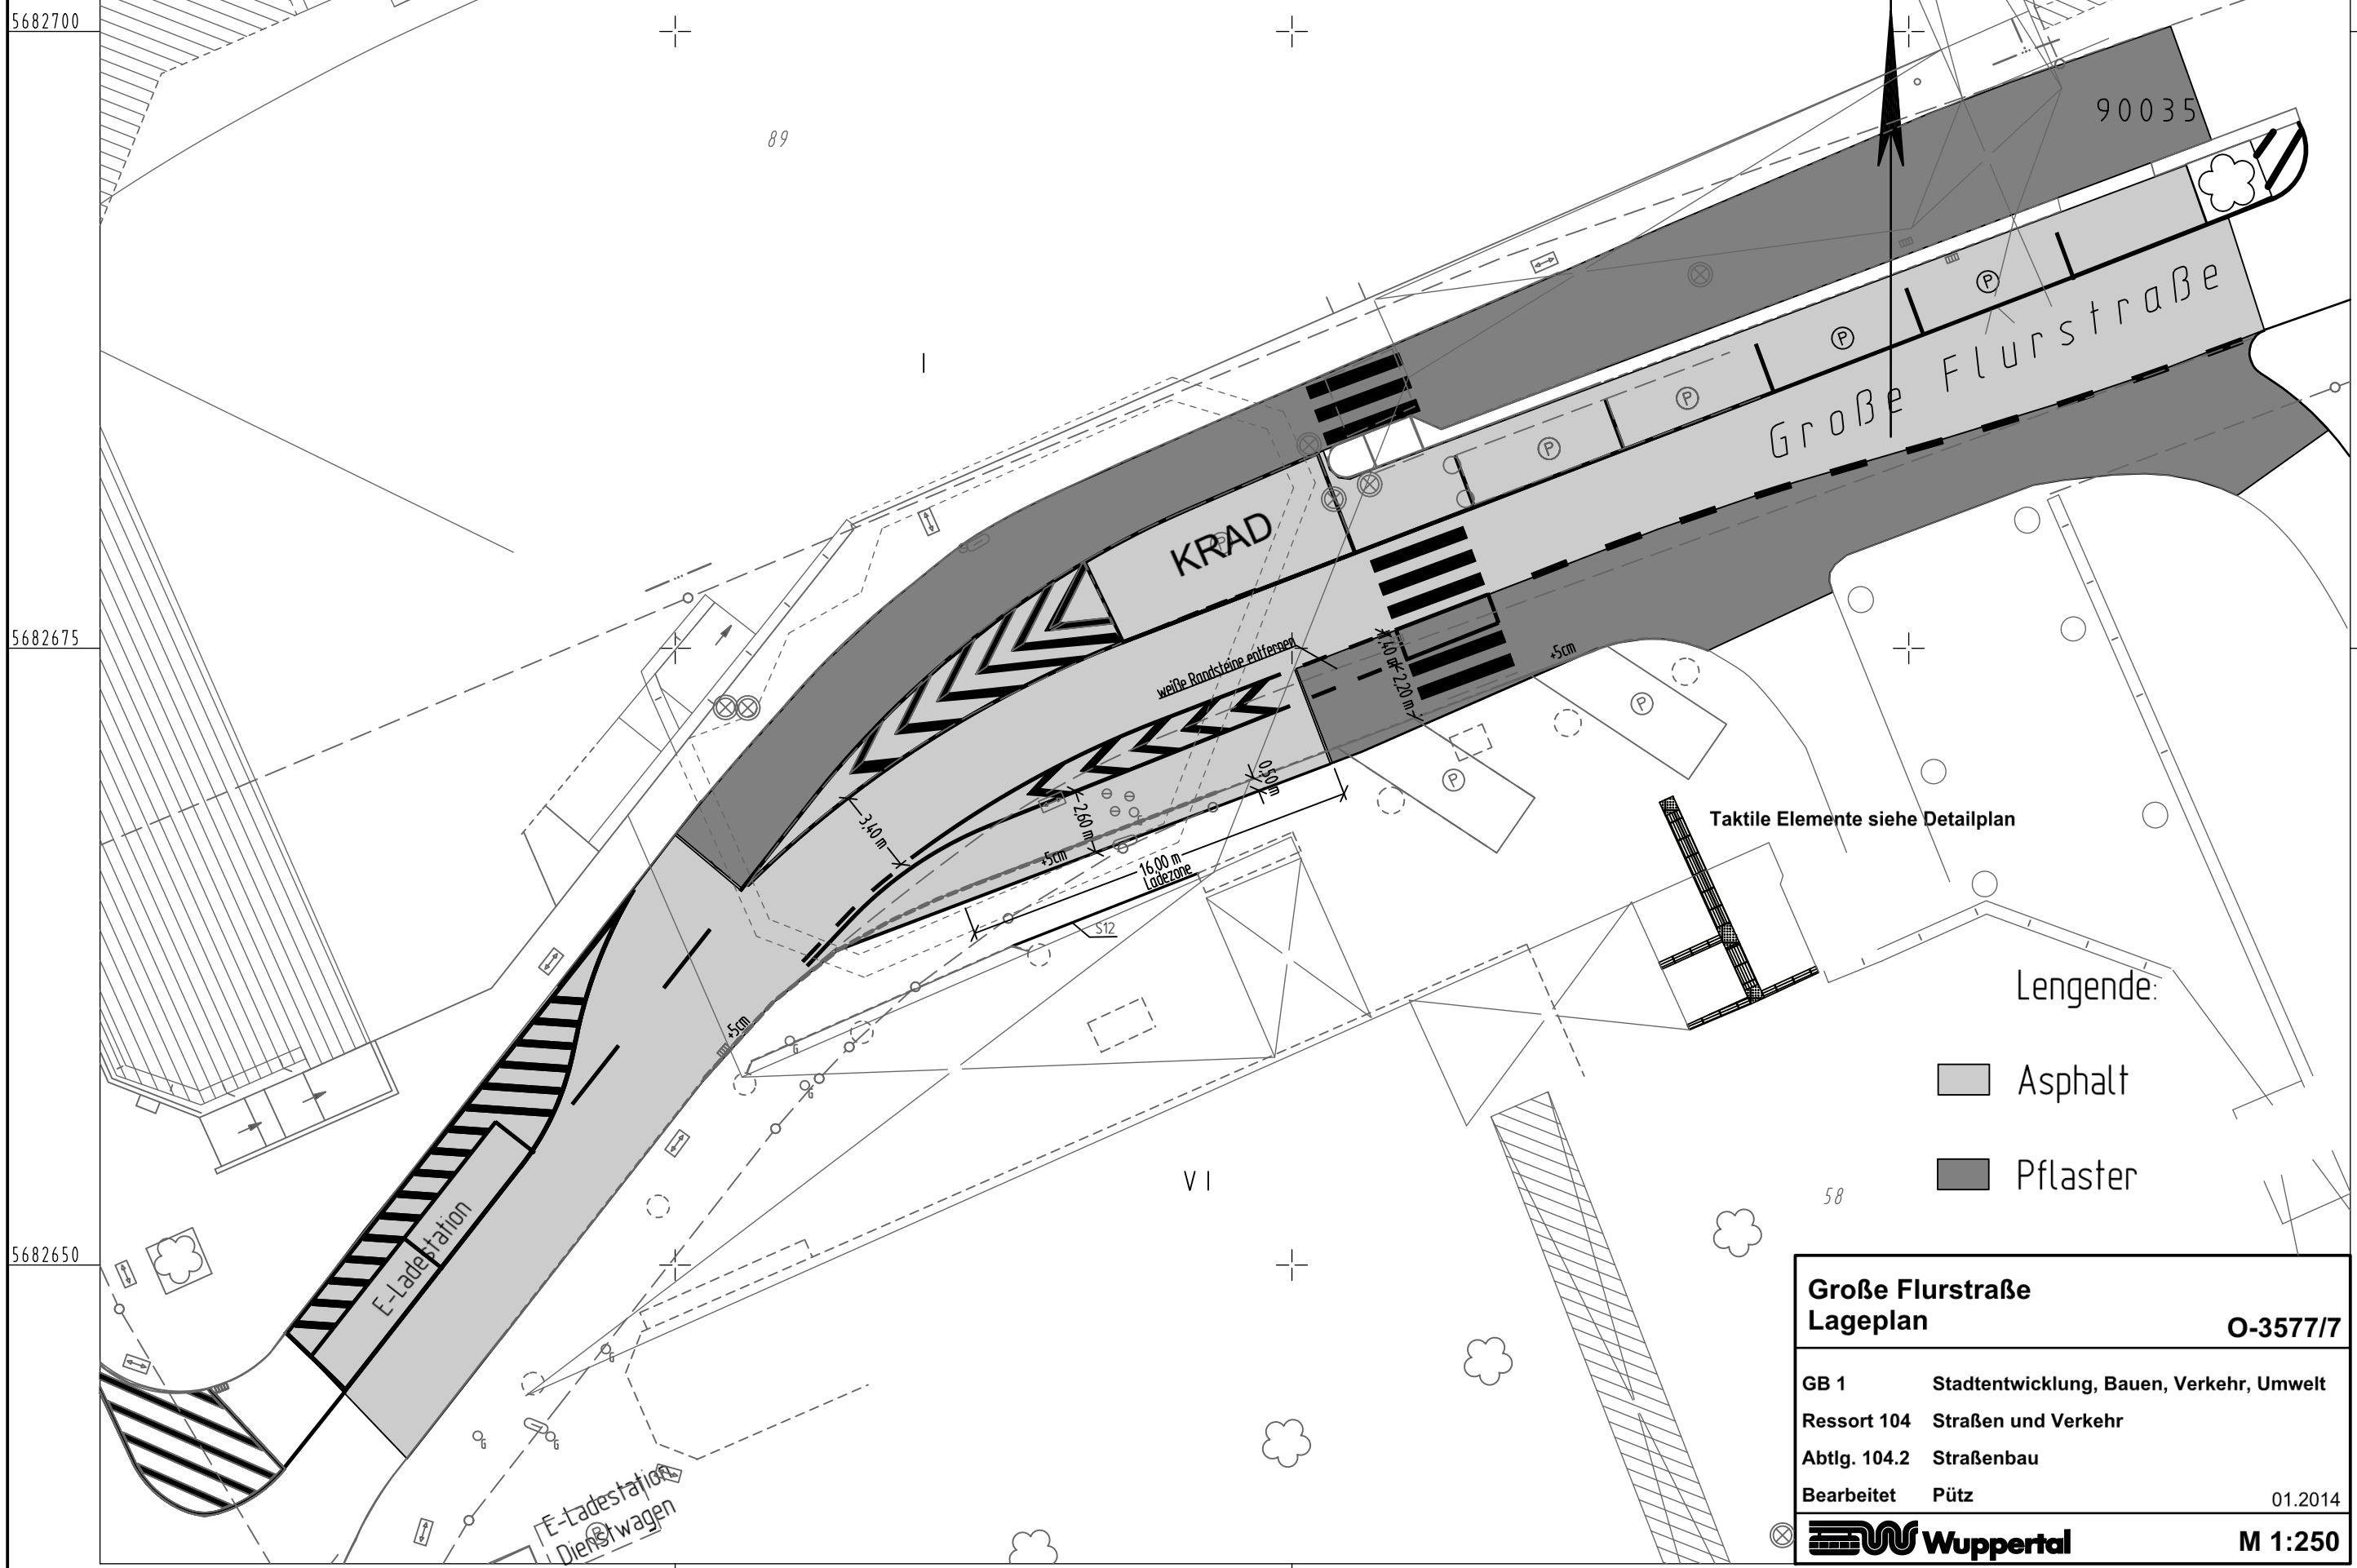 5682700
89
90035
I
P
P
P
P
Große Flurstraße
KRAD
P
5682675
weiße Randsteine entfernen
1,40 m
2,20 m
+5cm
P
P
0,50m
3,40 m
2,60 m
+5cm
16,00 m
Ladezone
S12
Taktile Elemente siehe Detailplan
+5cm
Lengende:
Asphalt
Pflaster
VI
58
5682650
E-Ladestation
E-Ladestation
Dienstwagen
P
Große Flurstraße
Lageplan
O-3577/7
GB 1 Stadtentwicklung, Bauen, Verkehr, Umwelt
Ressort 104 Straßen und Verkehr
Abtlg. 104.2 Straßenbau
Bearbeitet Pütz 01.2014
Wuppertal
M 1:250